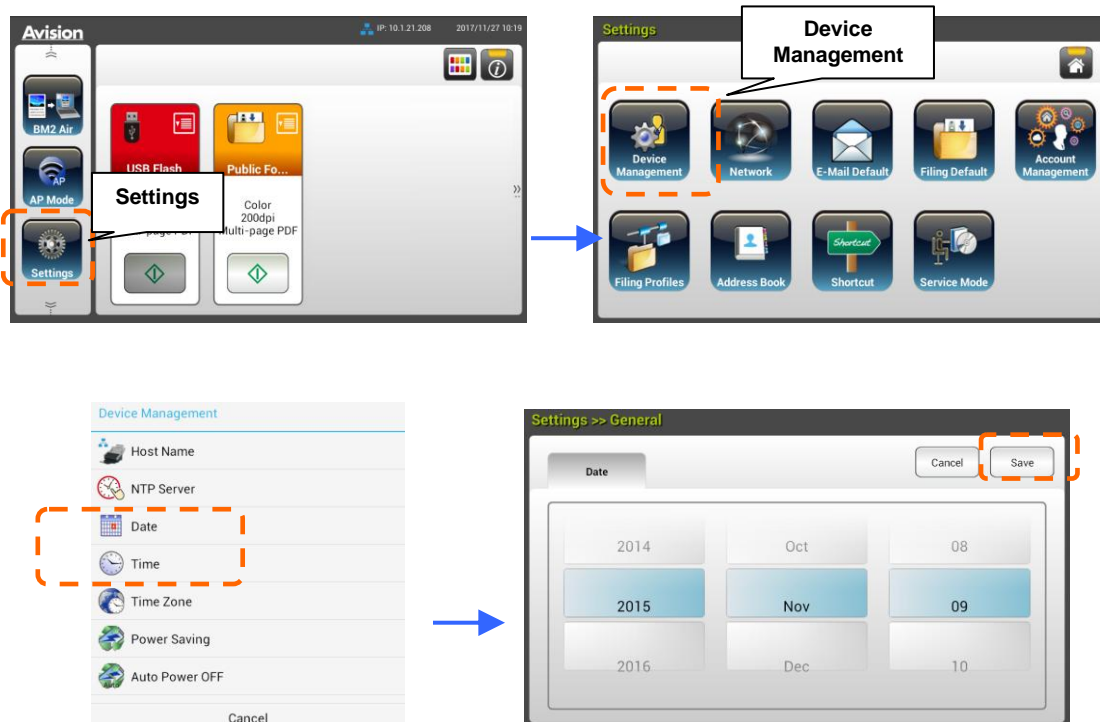 Avision
IP: 10.1.21.208
2017/11/27 10:19
BM2 Air
AP
AP Mode
Settings
USB Flash
Public Fo...
Settings
Color
200dpi
Multi-page PDF
Settings
Device
Management
Device
Management
Network
E-Mail Default
Filing Default
Account
Management
Filing Profiles
Address Book
Shortcut
Shortcut
Service Mode
Device Management
Host Name
NTP Server
Date
Time
Time Zone
Power Saving
Auto Power OFF
Cancel
Settings >> General
Date
Cancel
Save
2014 Oct 08
2015 Nov 09
2016 Dec 10